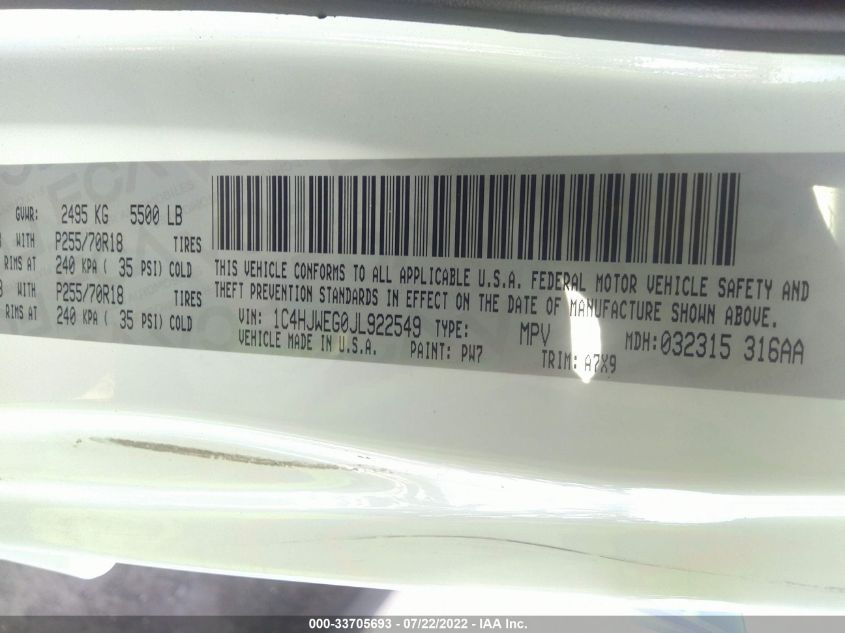 GVWR: 2495 KG 5500 LB
WITH P255/70R18 TIRES
RIMS AT 240 KPA ( 35 PSI) COLD
WITH P255/70R18 TIRES
RIMS AT 240 KPA ( 35 PSI) COLD
THIS VEHICLE CONFORMS TO ALL APPLICABLE U.S.A. FEDERAL MOTOR VEHICLE SAFETY AND
THEFT PREVENTION STANDARDS IN EFFECT ON THE DATE OF MANUFACTURE SHOWN ABOVE.
VIN: 1C4HJWEG0JL922549 TYPE: MPV MDH:032315 316AA
VEHICLE MADE IN U.S.A. PAINT: PW7 TRIM: A7X9
000-33705693 - 07/22/2022 - IAA Inc.